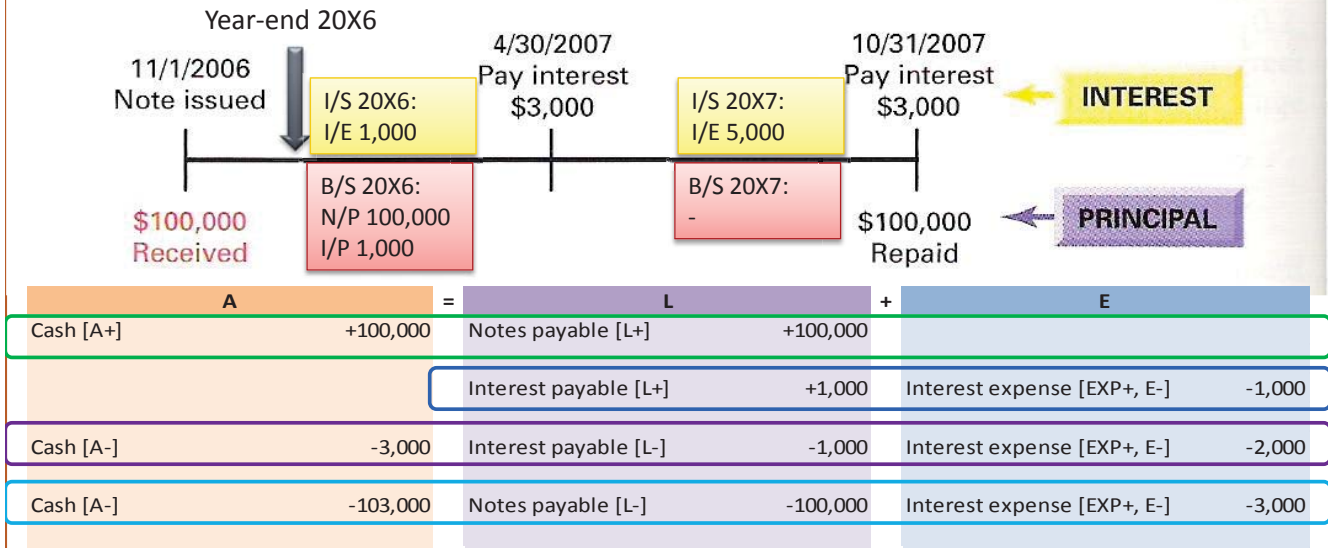 Year-end 20X6
11/1/2006
Note issued
I/S 20X6:
I/E 1,000
4/30/2007
Pay interest
$3,000
I/S 20X7:
I/E 5,000
10/31/2007
Pay interest
$3,000
INTEREST
$100,000
Received
B/S 20X6:
N/P 100,000
I/P 1,000
B/S 20X7:
-
$100,000
Repaid
PRINCIPAL
A = L + E
Cash [A+] +100,000 Notes payable [L+] +100,000
Interest payable [L+] +1,000 Interest expense [EXP+, E-] -1,000
Cash [A-] -3,000 Interest payable [L-] -1,000 Interest expense [EXP+, E-] -2,000
Cash [A-] -103,000 Notes payable [L-] -100,000 Interest expense [EXP+, E-] -3,000